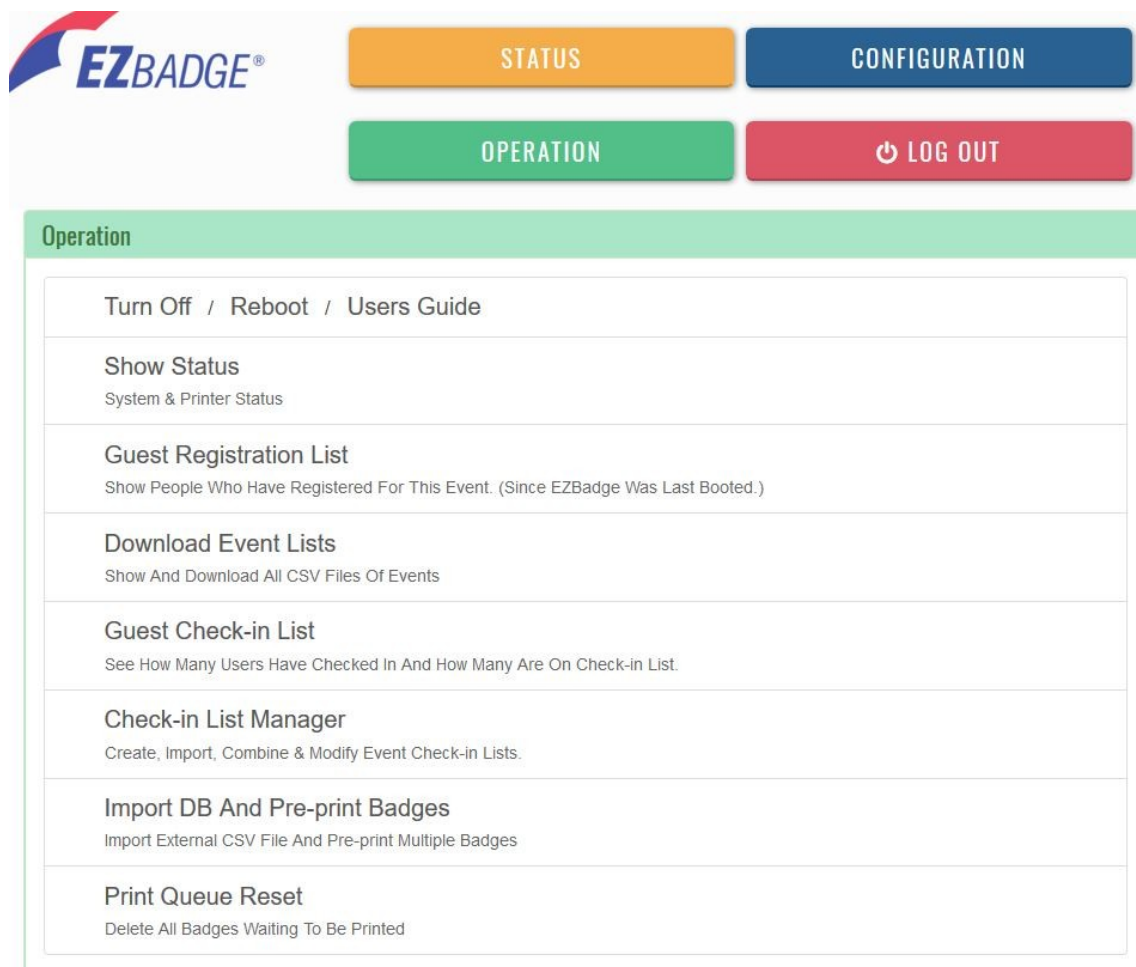 EZBADGE®
STATUS
CONFIGURATION
OPERATION
LOG OUT
Operation
Turn Off / Reboot / Users Guide
Show Status
System & Printer Status
Guest Registration List
Show People Who Have Registered For This Event. (Since EZBadge Was Last Booted.)
Download Event Lists
Show And Download All CSV Files Of Events
Guest Check-in List
See How Many Users Have Checked In And How Many Are On Check-in List.
Check-in List Manager
Create, Import, Combine & Modify Event Check-in Lists.
Import DB And Pre-print Badges
Import External CSV File And Pre-print Multiple Badges
Print Queue Reset
Delete All Badges Waiting To Be Printed